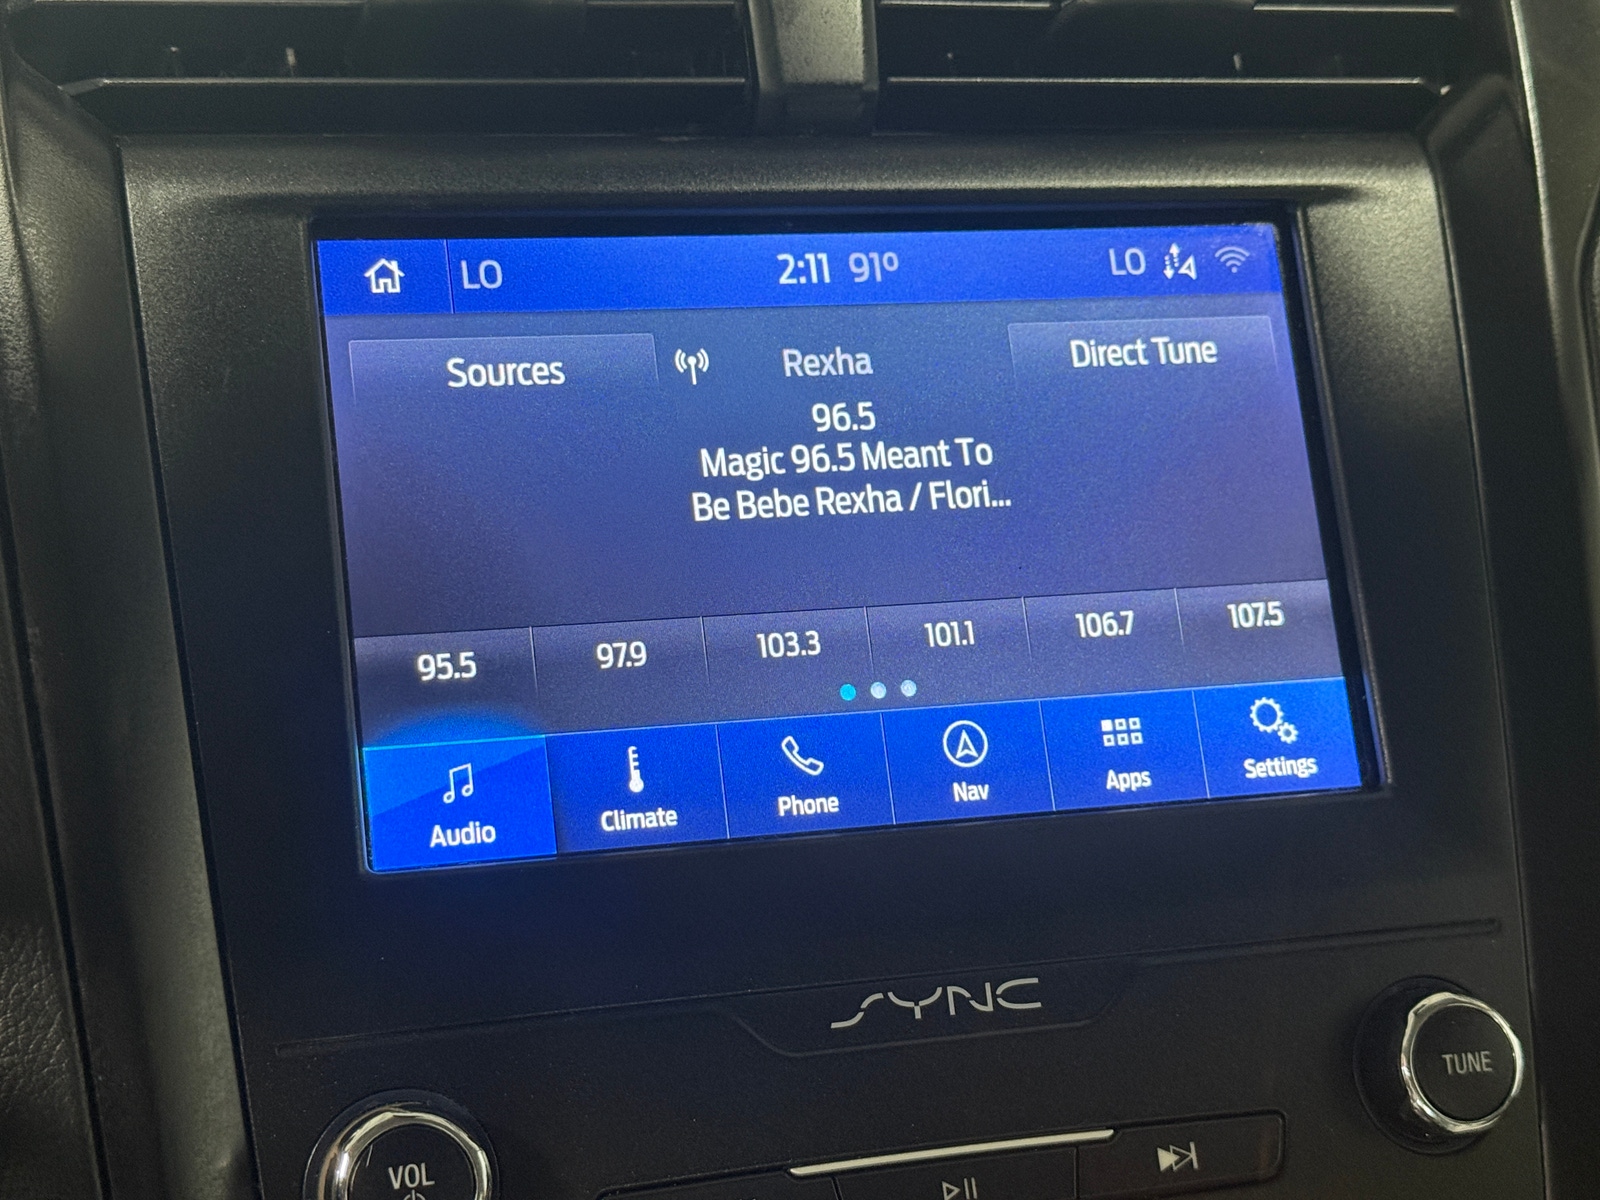 LO
2:11 91°
LO
Sources
Rexha
Direct Tune
96.5
Magic 96.5 Meant To
Be Bebe Rexha / Flori...
95.5
97.9
103.3
101.1
106.7
107.5
Audio
Climate
Phone
Nav
Apps
Settings
SYNC
TUNE
VOL